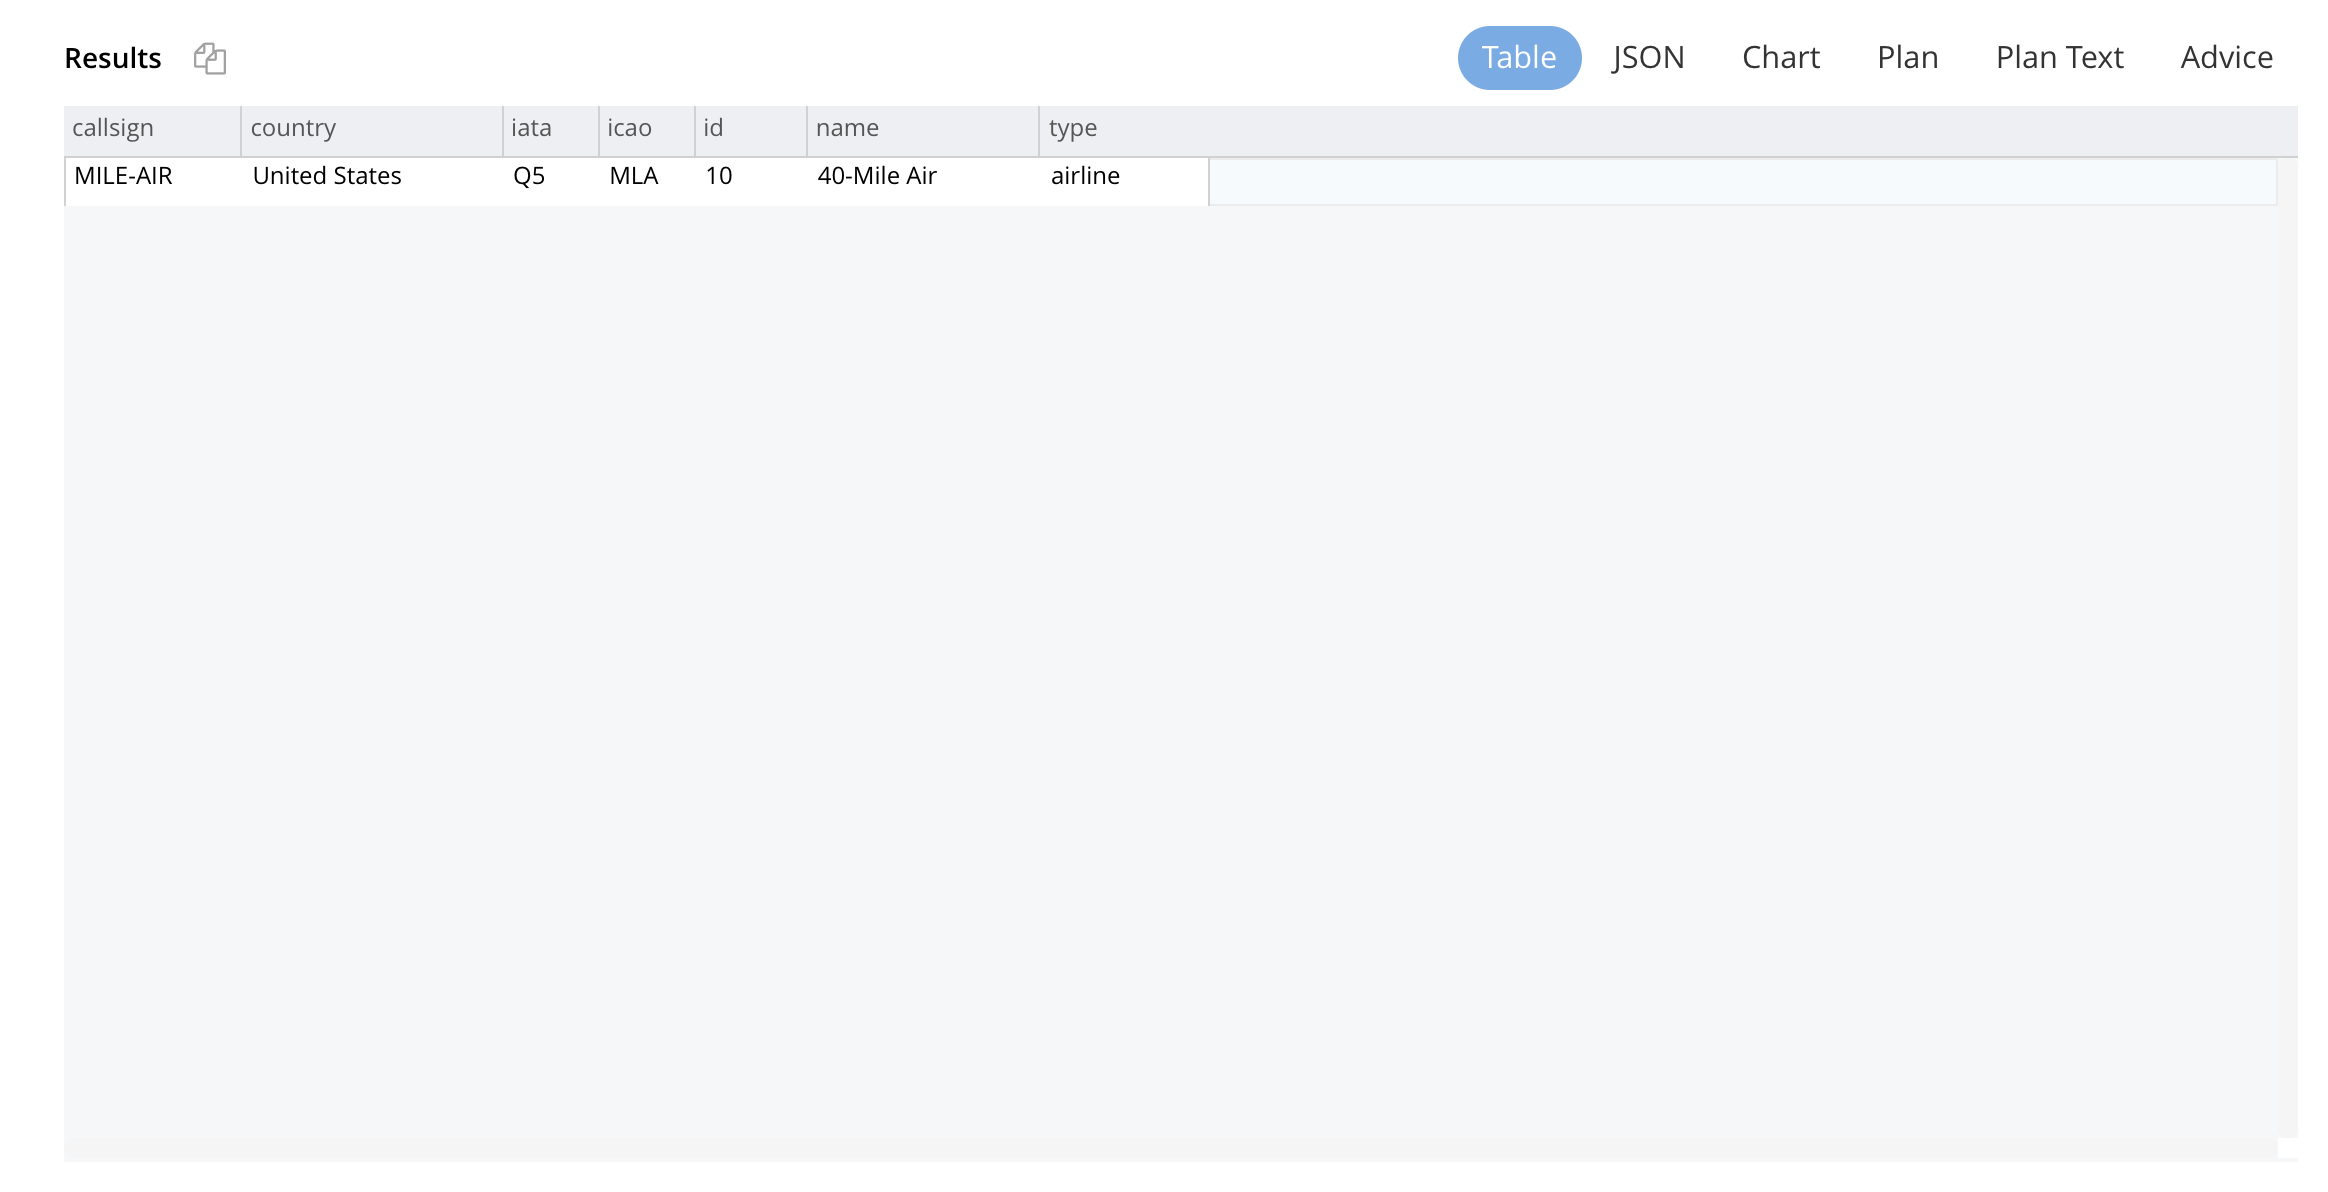 Results Table JSON Chart Plan Plan Text Advice
callsign country iata icao id name type
MILE-AIR United States Q5 MLA 10 40-Mile Air airline